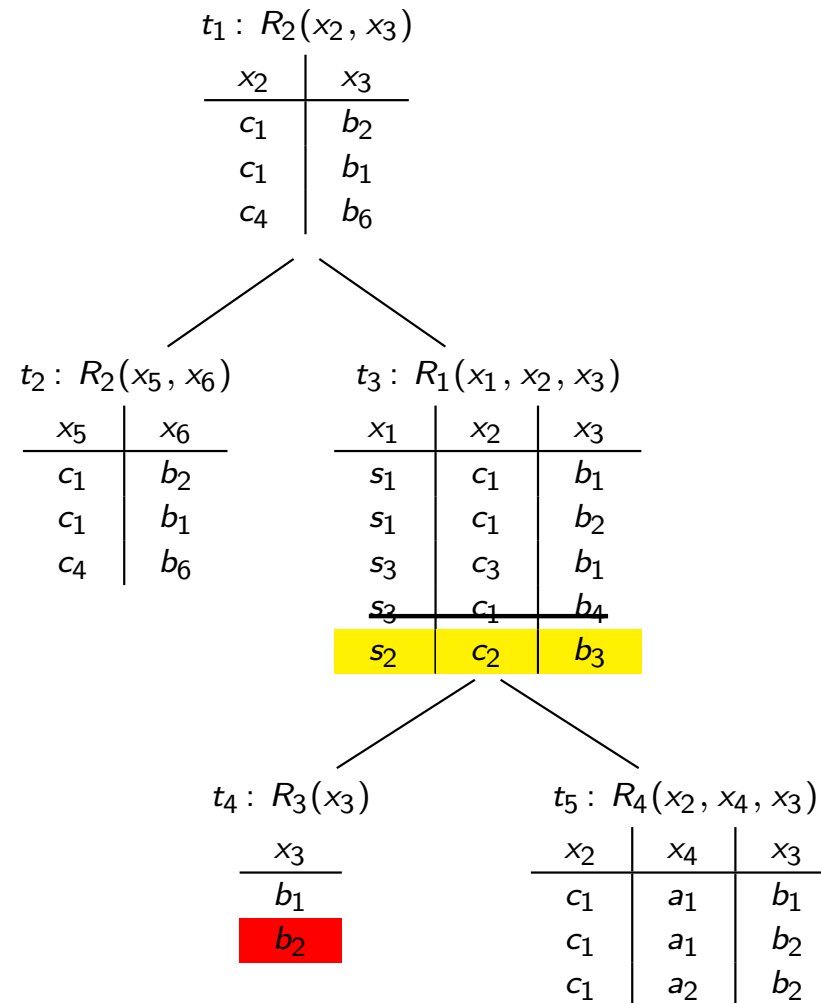 t₁ : R₂(x₂, x₃)
x₂ x₃
c₁ b₂
c₁ b₁
c₄ b₆
t₂ : R₂(x₅, x₆)
x₅ x₆
c₁ b₂
c₁ b₁
c₄ b₆
t₃ : R₁(x₁, x₂, x₃)
x₁ x₂ x₃
s₁ c₁ b₁
s₁ c₁ b₂
s₃ c₃ b₁
s₃ c₁ b₄
s₂ c₂ b₃
t₄ : R₃(x₃)
x₃
b₁
b₂
t₅ : R₄(x₂, x₄, x₃)
x₂ x₄ x₃
c₁ a₁ b₁
c₁ a₁ b₂
c₁ a₂ b₂